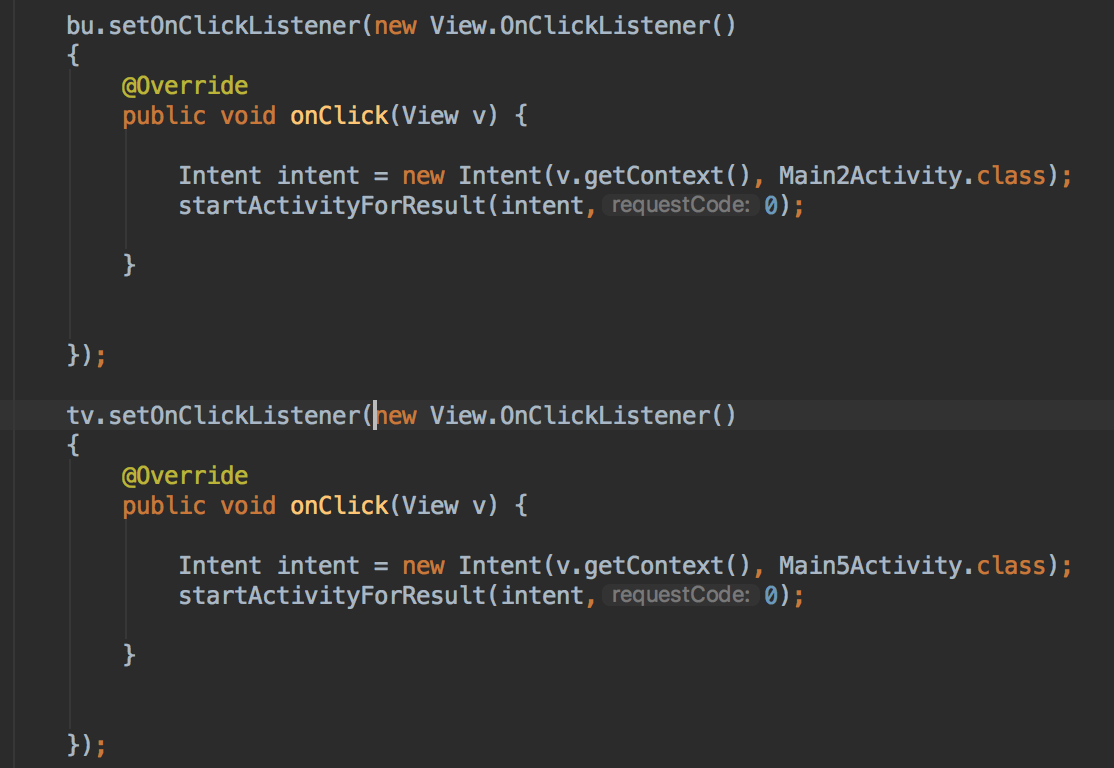 bu.setOnClickListener(new View.OnClickListener()
{
@Override
public void onClick(View v) {
Intent intent = new Intent(v.getContext(), Main2Activity.class);
startActivityForResult(intent, requestCode: 0);
}
});
tv.setOnClickListener(new View.OnClickListener()
{
@Override
public void onClick(View v) {
Intent intent = new Intent(v.getContext(), Main5Activity.class);
startActivityForResult(intent, requestCode: 0);
}
});